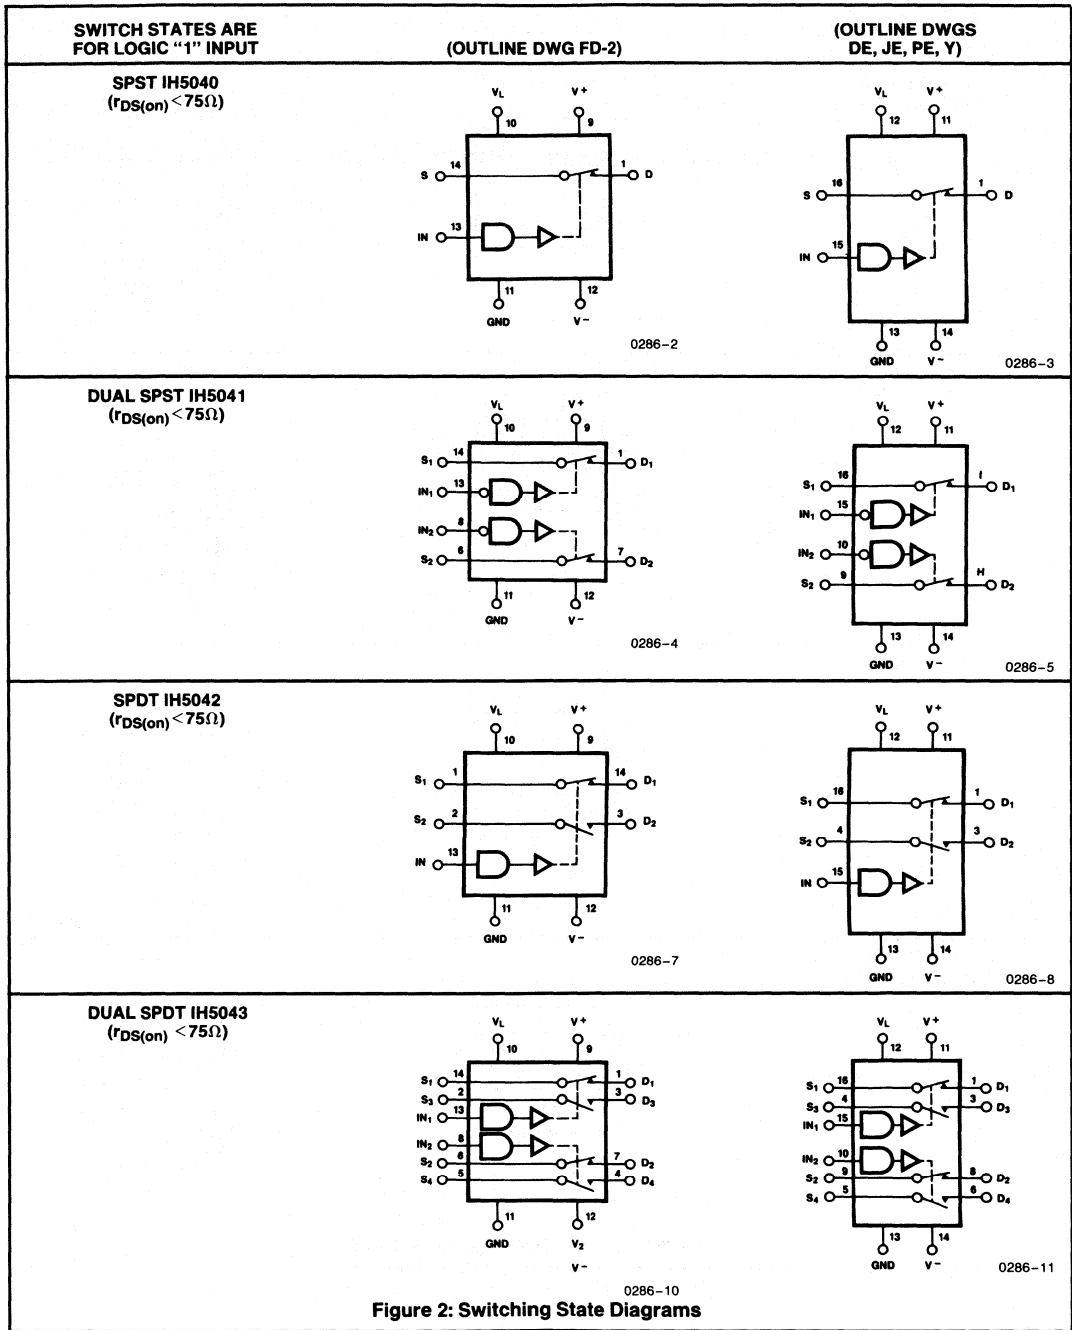 SWITCH STATES ARE
FOR LOGIC "1" INPUT
(OUTLINE DWG FD-2)
(OUTLINE DWGS
DE, JE, PE, Y)
SPST IH5040
(rDS(on) <75Ω)
VL V+
10 9
S 14 1 D
IN 13
11 12
GND V−
0286–2
VL V+
12 11
S 16 1 D
IN 15
13 14
GND V−
0286–3
DUAL SPST IH5041
(rDS(on) <75Ω)
VL V+
10 9
S1 14 1 D1
IN1 13
IN2 8
S2 6 7 D2
11 12
GND V−
0286–4
VL V+
12 11
S1 16 I D1
IN1 15
IN2 10
S2 9 H D2
13 14
GND V−
0286–5
SPDT IH5042
(rDS(on) <75Ω)
VL V+
10 9
S1 1 14 D1
S2 2 3 D2
IN 13
11 12
GND V−
0286–7
VL V+
12 11
S1 16 1 D1
S2 4 3 D2
IN 15
13 14
GND V−
0286–8
DUAL SPDT IH5043
(rDS(on) <75Ω)
VL V+
10 9
S1 14 1 D1
S3 2 3 D3
IN1 13
IN2 8
S2 6 7 D2
S4 5 4 D4
11 12
GND V2
V−
0286–10
VL V+
12 11
S1 16 1 D1
S3 4 3 D3
IN1 15
IN2 10
S2 9 8 D2
S4 5 6 D4
13 14
GND V−
0286–11
Figure 2: Switching State Diagrams